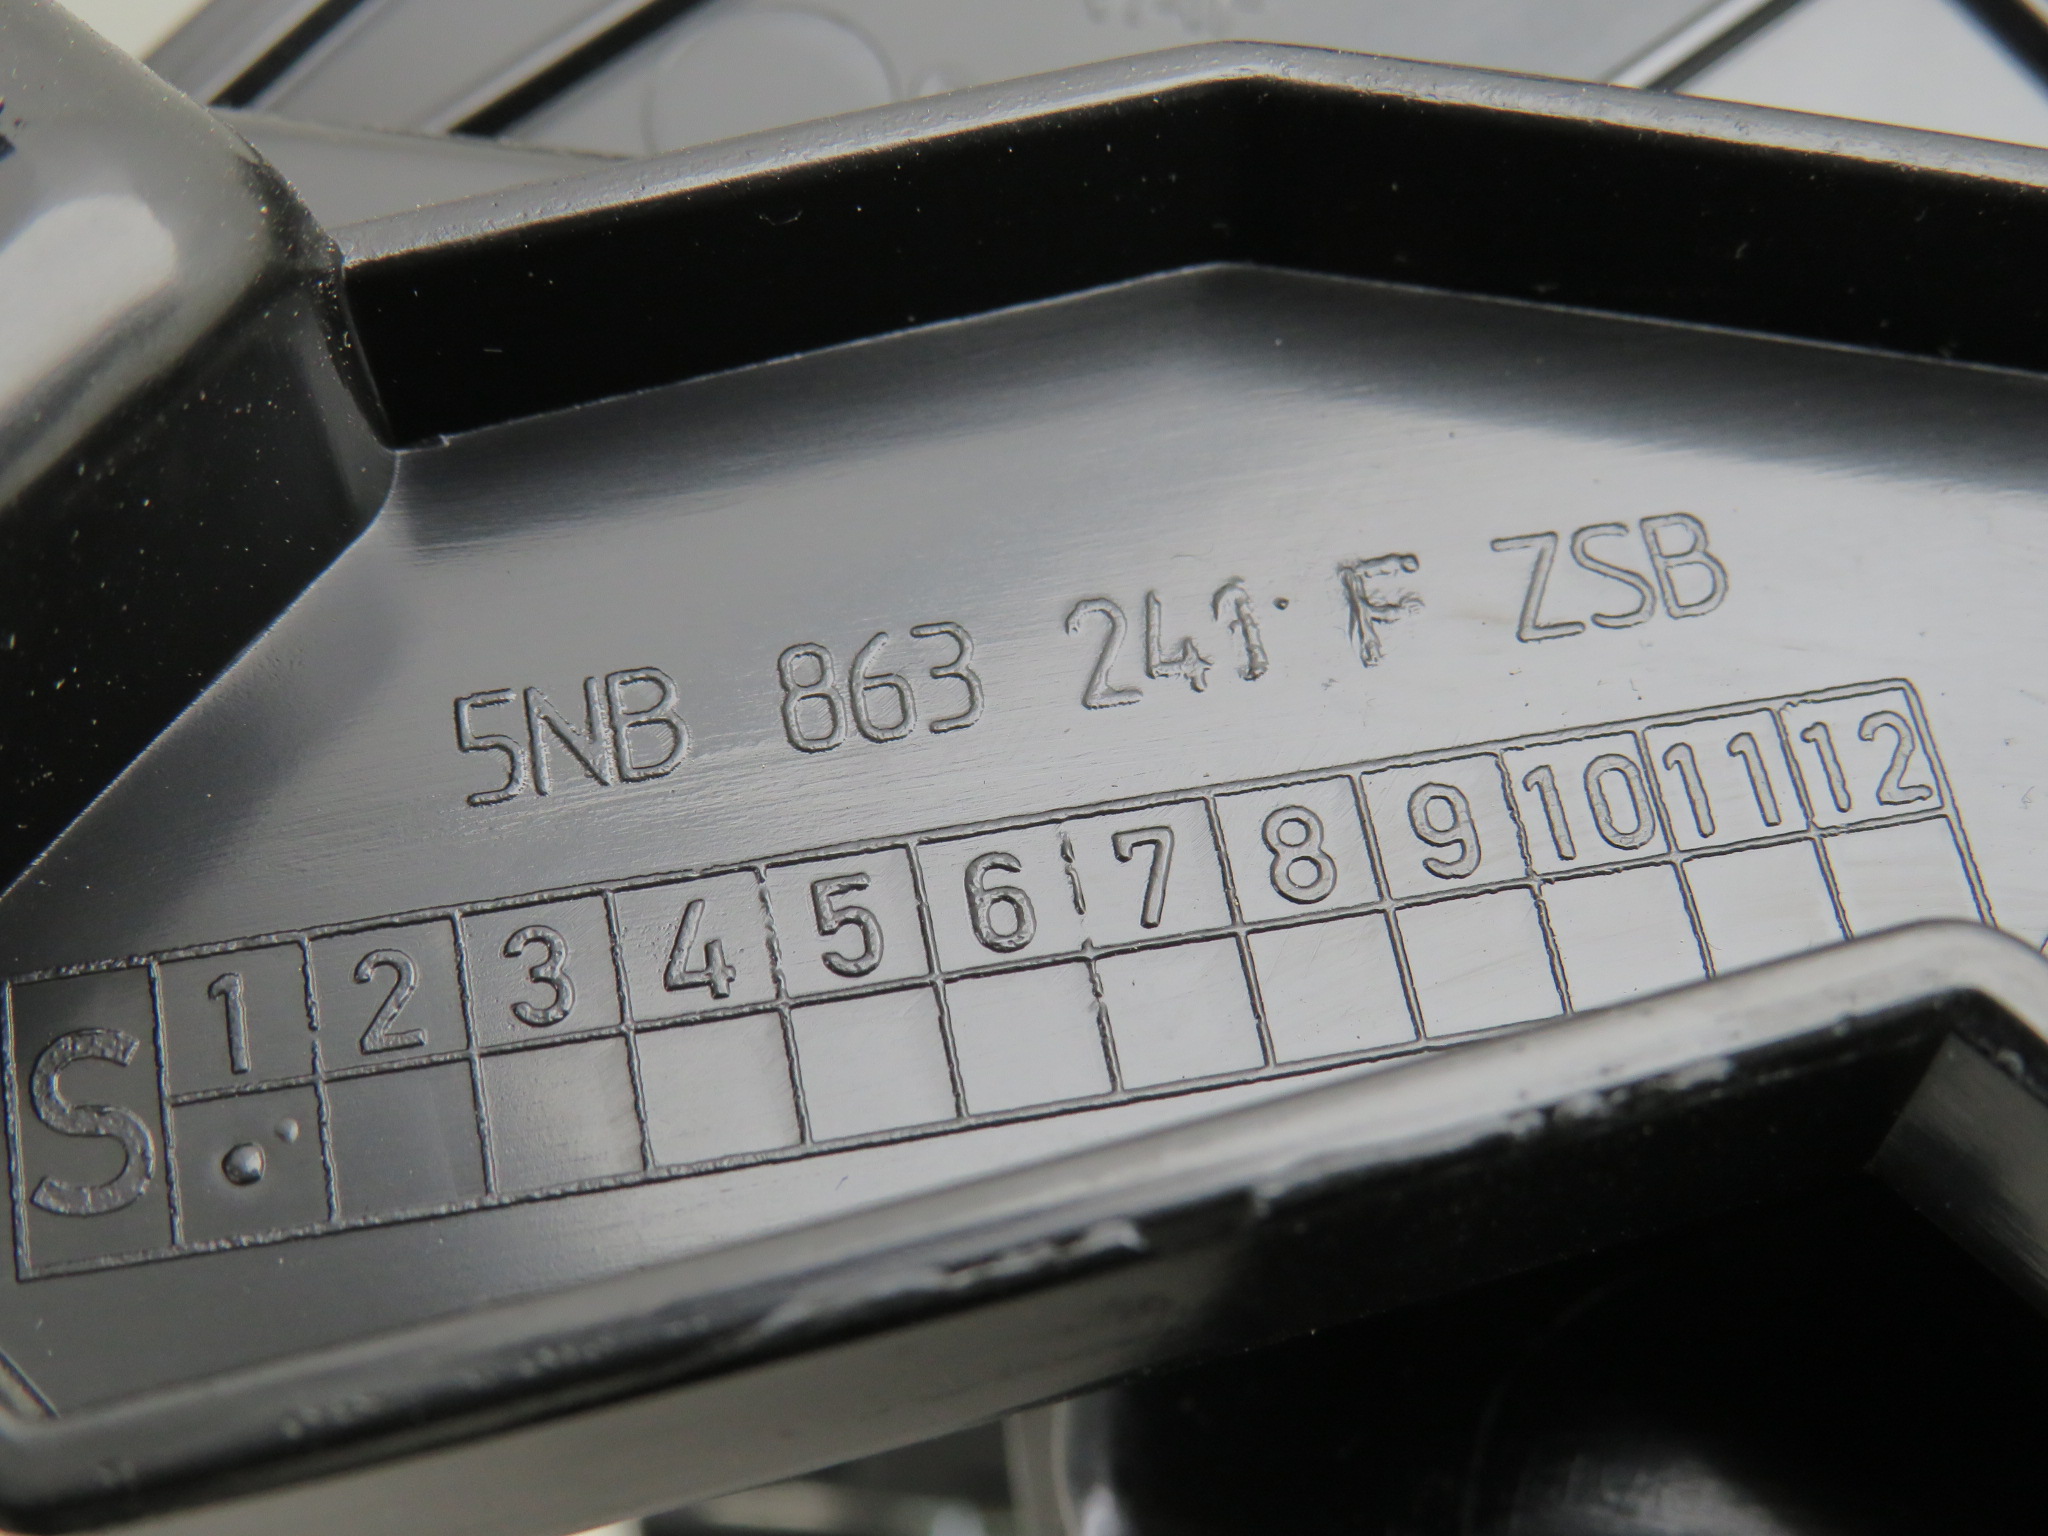 5NB 863 241 F ZSB
S 1 2 3 4 5 6 7 8 9 10 11 12